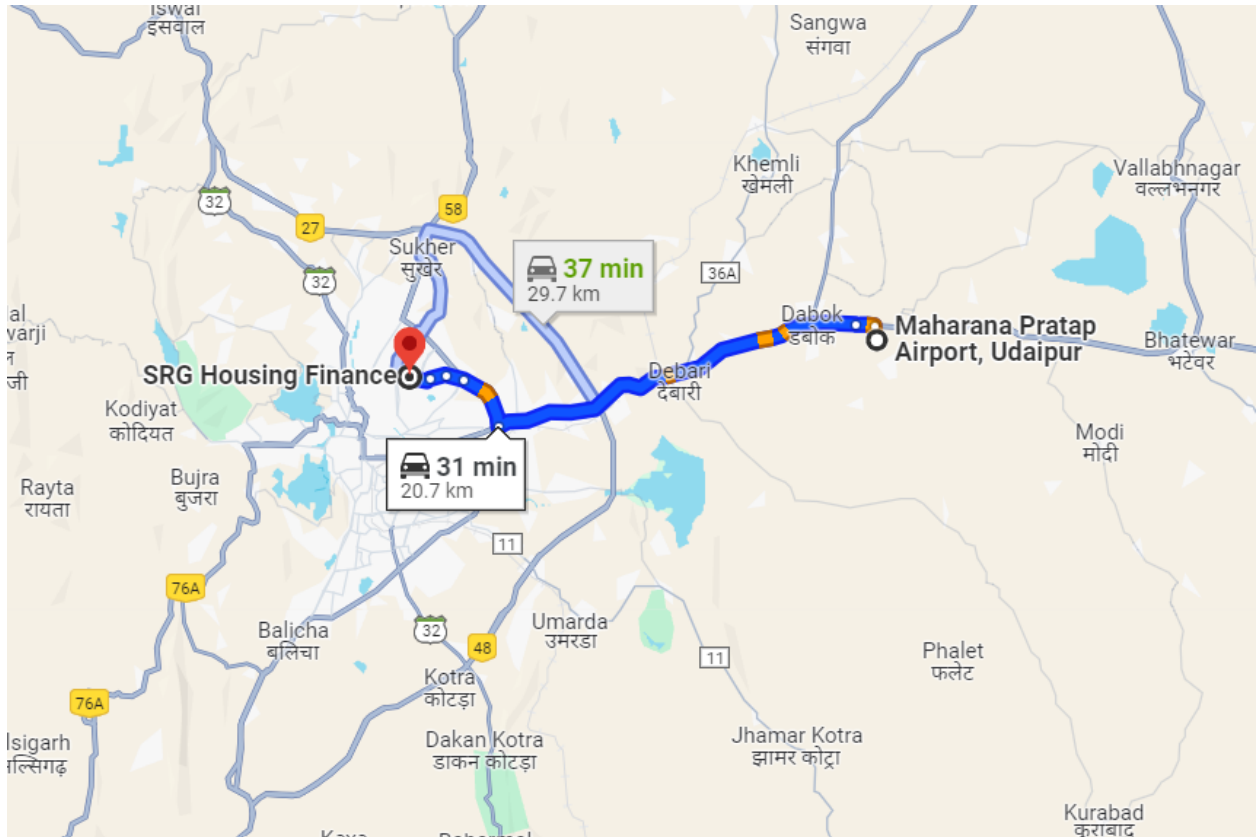 Iswal
इसवाल
Sangwa
संगवा
32
27
58
Sukher
सुखेर
32
37 min
29.7 km
Khemli
खेमली
36A
Vallabhnagar
वल्लभनगर
Dabok
डबोक
Maharana Pratap
Airport, Udaipur
Bhatewar
भटेवर
SRG Housing Finance
Debari
देबारी
Kodiyat
कोदियत
31 min
20.7 km
Modi
मोदी
Rayta
रायता
Bujra
बुजरा
11
76A
Balicha
बलिचा
32
48
Umarda
उमरडा
11
Phalet
फलेट
Kotra
कोटड़ा
76A
Dakan Kotra
डाकन कोटड़ा
Jhamar Kotra
झामर कोट्रा
Kurabad
कुराबाद